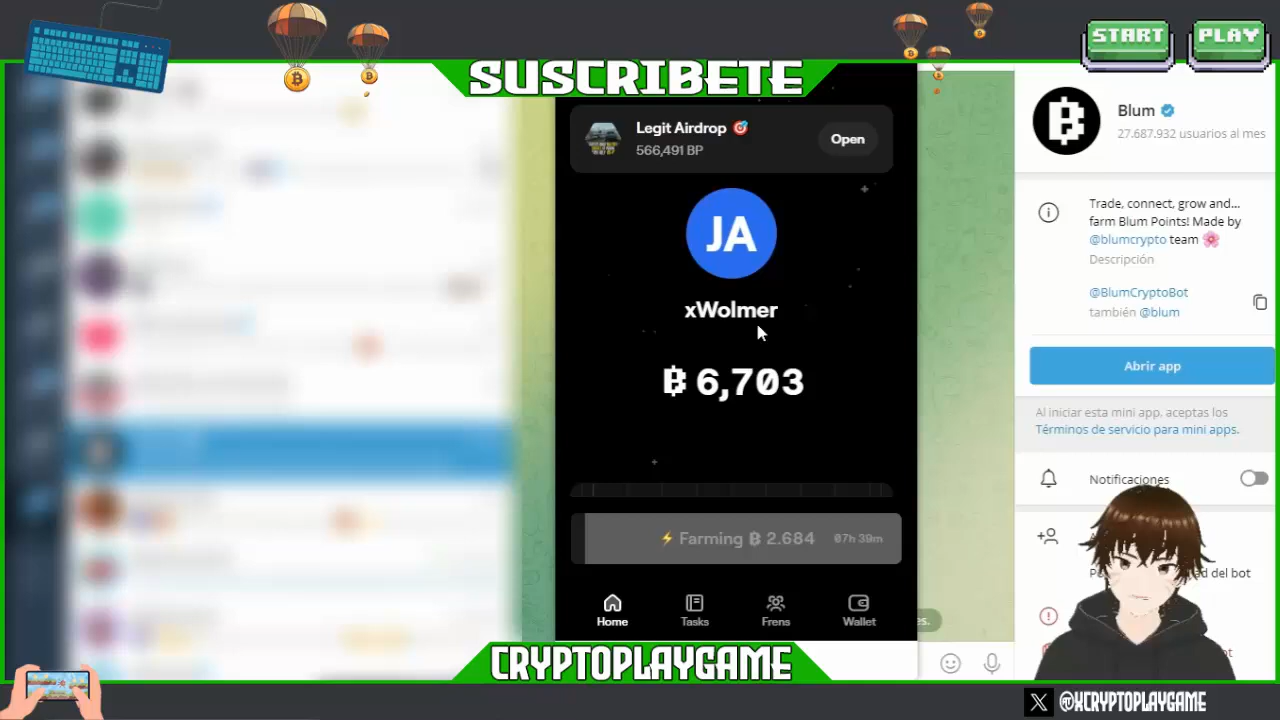 START
PLAY
SUSCRIBETE
Legit Airdrop
566,491 BP
Open
JA
xWolmer
6,703
Farming 2.684
07h 39m
Home
Tasks
Frens
Wallet
CRYPTOPLAYGAME
Blum
27.687.932 usuarios al mes
Trade, connect, grow and...
farm Blum Points! Made by
@blumcrypto team
Descripción
@BlumCryptoBot
también @blum
Abrir app
Al iniciar esta mini app, aceptas los
Términos de servicio para mini apps.
Notificaciones
del bot
@XCRYPTOPLAYGAME